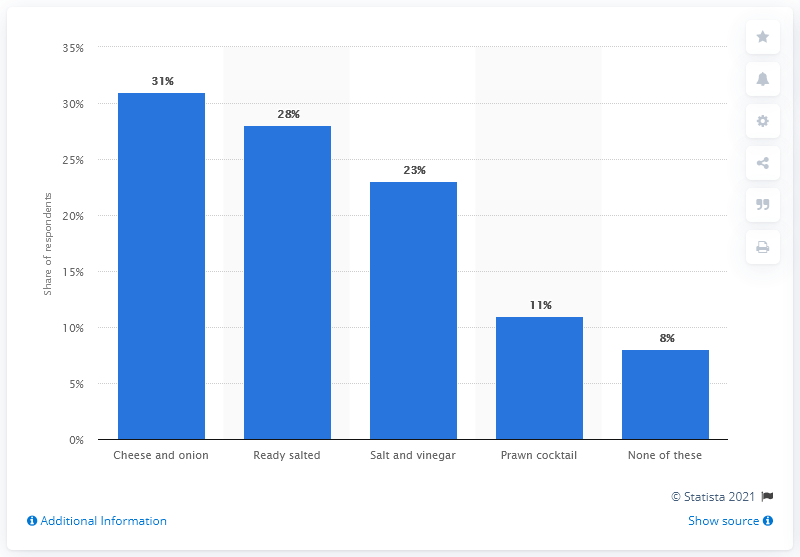 35%
31%
30%
28%
25%
23%
20%
15%
11%
10%
8%
5%
0%
Share of respondents
Cheese and onion
Ready salted
Salt and vinegar
Prawn cocktail
None of these
© Statista 2021
Additional Information
Show source